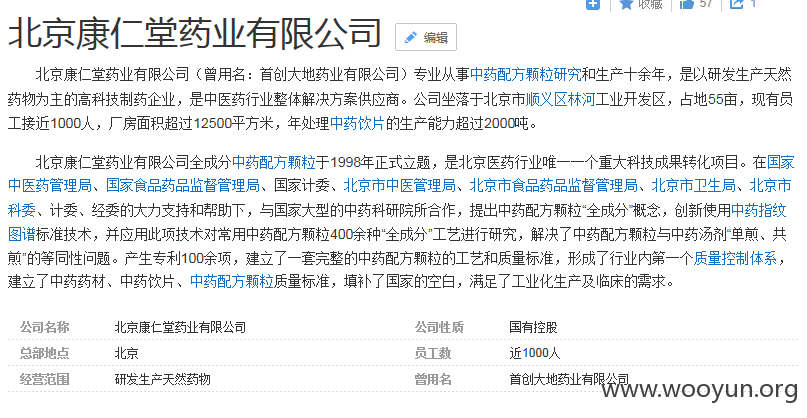 收藏 57 1
北京康仁堂药业有限公司 编辑
北京康仁堂药业有限公司（曾用名：首创大地药业有限公司）专业从事中药配方颗粒研究和生产十余年，是以研发生产天然
药物为主的高科技制药企业，是中医药行业整体解决方案供应商。公司坐落于北京市顺义区林河工业开发区，占地55亩，现有员
工接近1000人，厂房面积超过12500平方米，年处理中药饮片的生产能力超过2000吨。
北京康仁堂药业有限公司全成分中药配方颗粒于1998年正式立题，是北京医药行业唯一一个重大科技成果转化项目。在国家
中医药管理局、国家食品药品监督管理局、国家计委、北京市中医管理局、北京市食品药品监督管理局、北京市卫生局、北京市
科委、计委、经委的大力支持和帮助下，与国家大型的中药科研院所合作，提出中药配方颗粒“全成分”概念，创新使用中药指纹
图谱标准技术，并应用此项技术对常用中药配方颗粒400余种“全成分”工艺进行研究，解决了中药配方颗粒与中药汤剂“单煎、共
煎”的等同性问题。产生专利100余项，建立了一套完整的中药配方颗粒的工艺和质量标准，形成了行业内第一个质量控制体系，
建立了中药药材、中药饮片、中药配方颗粒质量标准，填补了国家的空白，满足了工业化生产及临床的需求。
公司名称 北京康仁堂药业有限公司 公司性质 国有控股
总部地点 北京 员工数 近1000人
经营范围 研发生产天然药物 曾用名 首创大地药业有限公司
www.wooyun.org